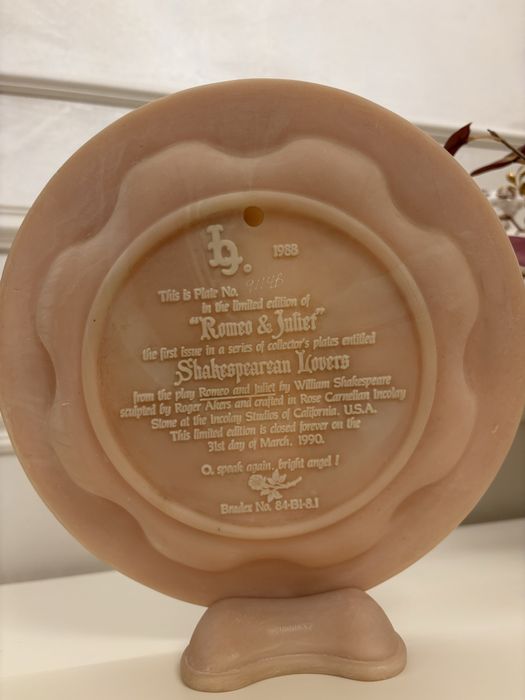 1988
This is Plate No.
in the limited edition of
"Romeo & Juliet"
the first issue in a series of collector's plates entitled
Shakespearean Lovers
from the play Romeo and Juliet by William Shakespeare
sculpted by Roger Akers and crafted in Rose Carnelian Incolay
Stone at the Incolay Studios of California, U.S.A.
This limited edition is closed forever on the
31st day of March, 1990.
O, speak again, bright angel !
Bradex No. 84-I31-8.1